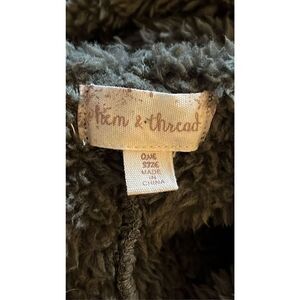 hem & thread
ONE
SIZE
MADE IN
CHINA